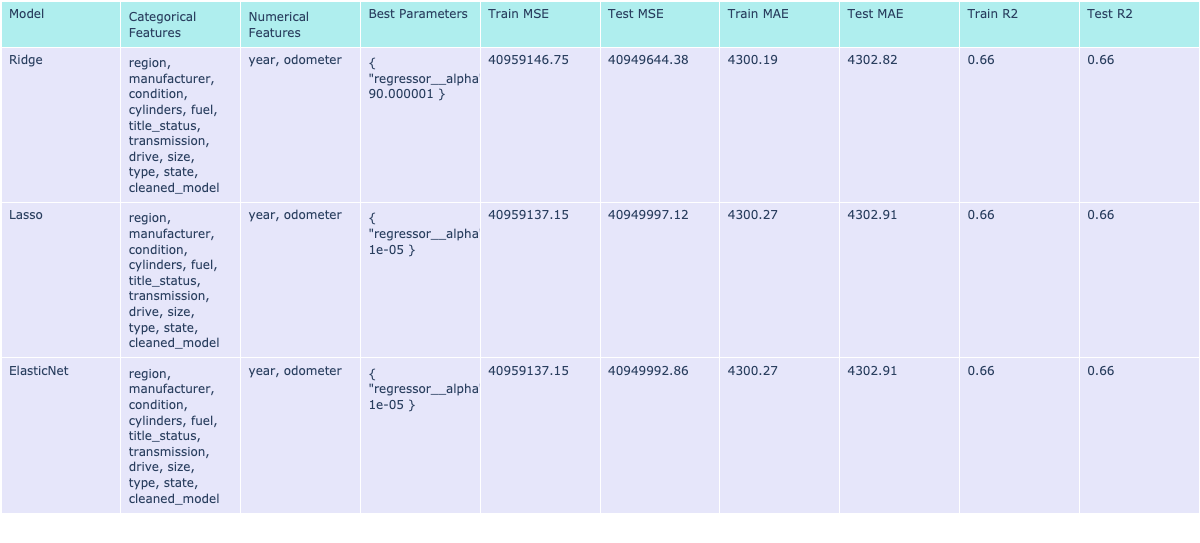 Model Categorical Features Numerical Features Best Parameters Train MSE Test MSE Train MAE Test MAE Train R2 Test R2
Ridge
region,
manufacturer,
condition,
cylinders, fuel,
title_status,
transmission,
drive, size,
type, state,
cleaned_model
year, odometer
{
"regressor__alpha
90.000001 }
40959146.75 40949644.38 4300.19 4302.82 0.66 0.66
Lasso
region,
manufacturer,
condition,
cylinders, fuel,
title_status,
transmission,
drive, size,
type, state,
cleaned_model
year, odometer
{
"regressor__alpha
1e-05 }
40959137.15 40949997.12 4300.27 4302.91 0.66 0.66
ElasticNet
region,
manufacturer,
condition,
cylinders, fuel,
title_status,
transmission,
drive, size,
type, state,
cleaned_model
year, odometer
{
"regressor__alpha
1e-05 }
40959137.15 40949992.86 4300.27 4302.91 0.66 0.66